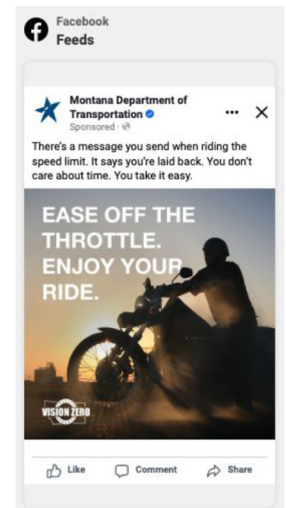 Facebook
Feeds
Montana Department of
Transportation
Sponsored ·
There's a message you send when riding the
speed limit. It says you're laid back. You don't
care about time. You take it easy.
EASE OFF THE
THROTTLE.
ENJOY YOUR
RIDE.
VISION ZERO
Like
Comment
Share